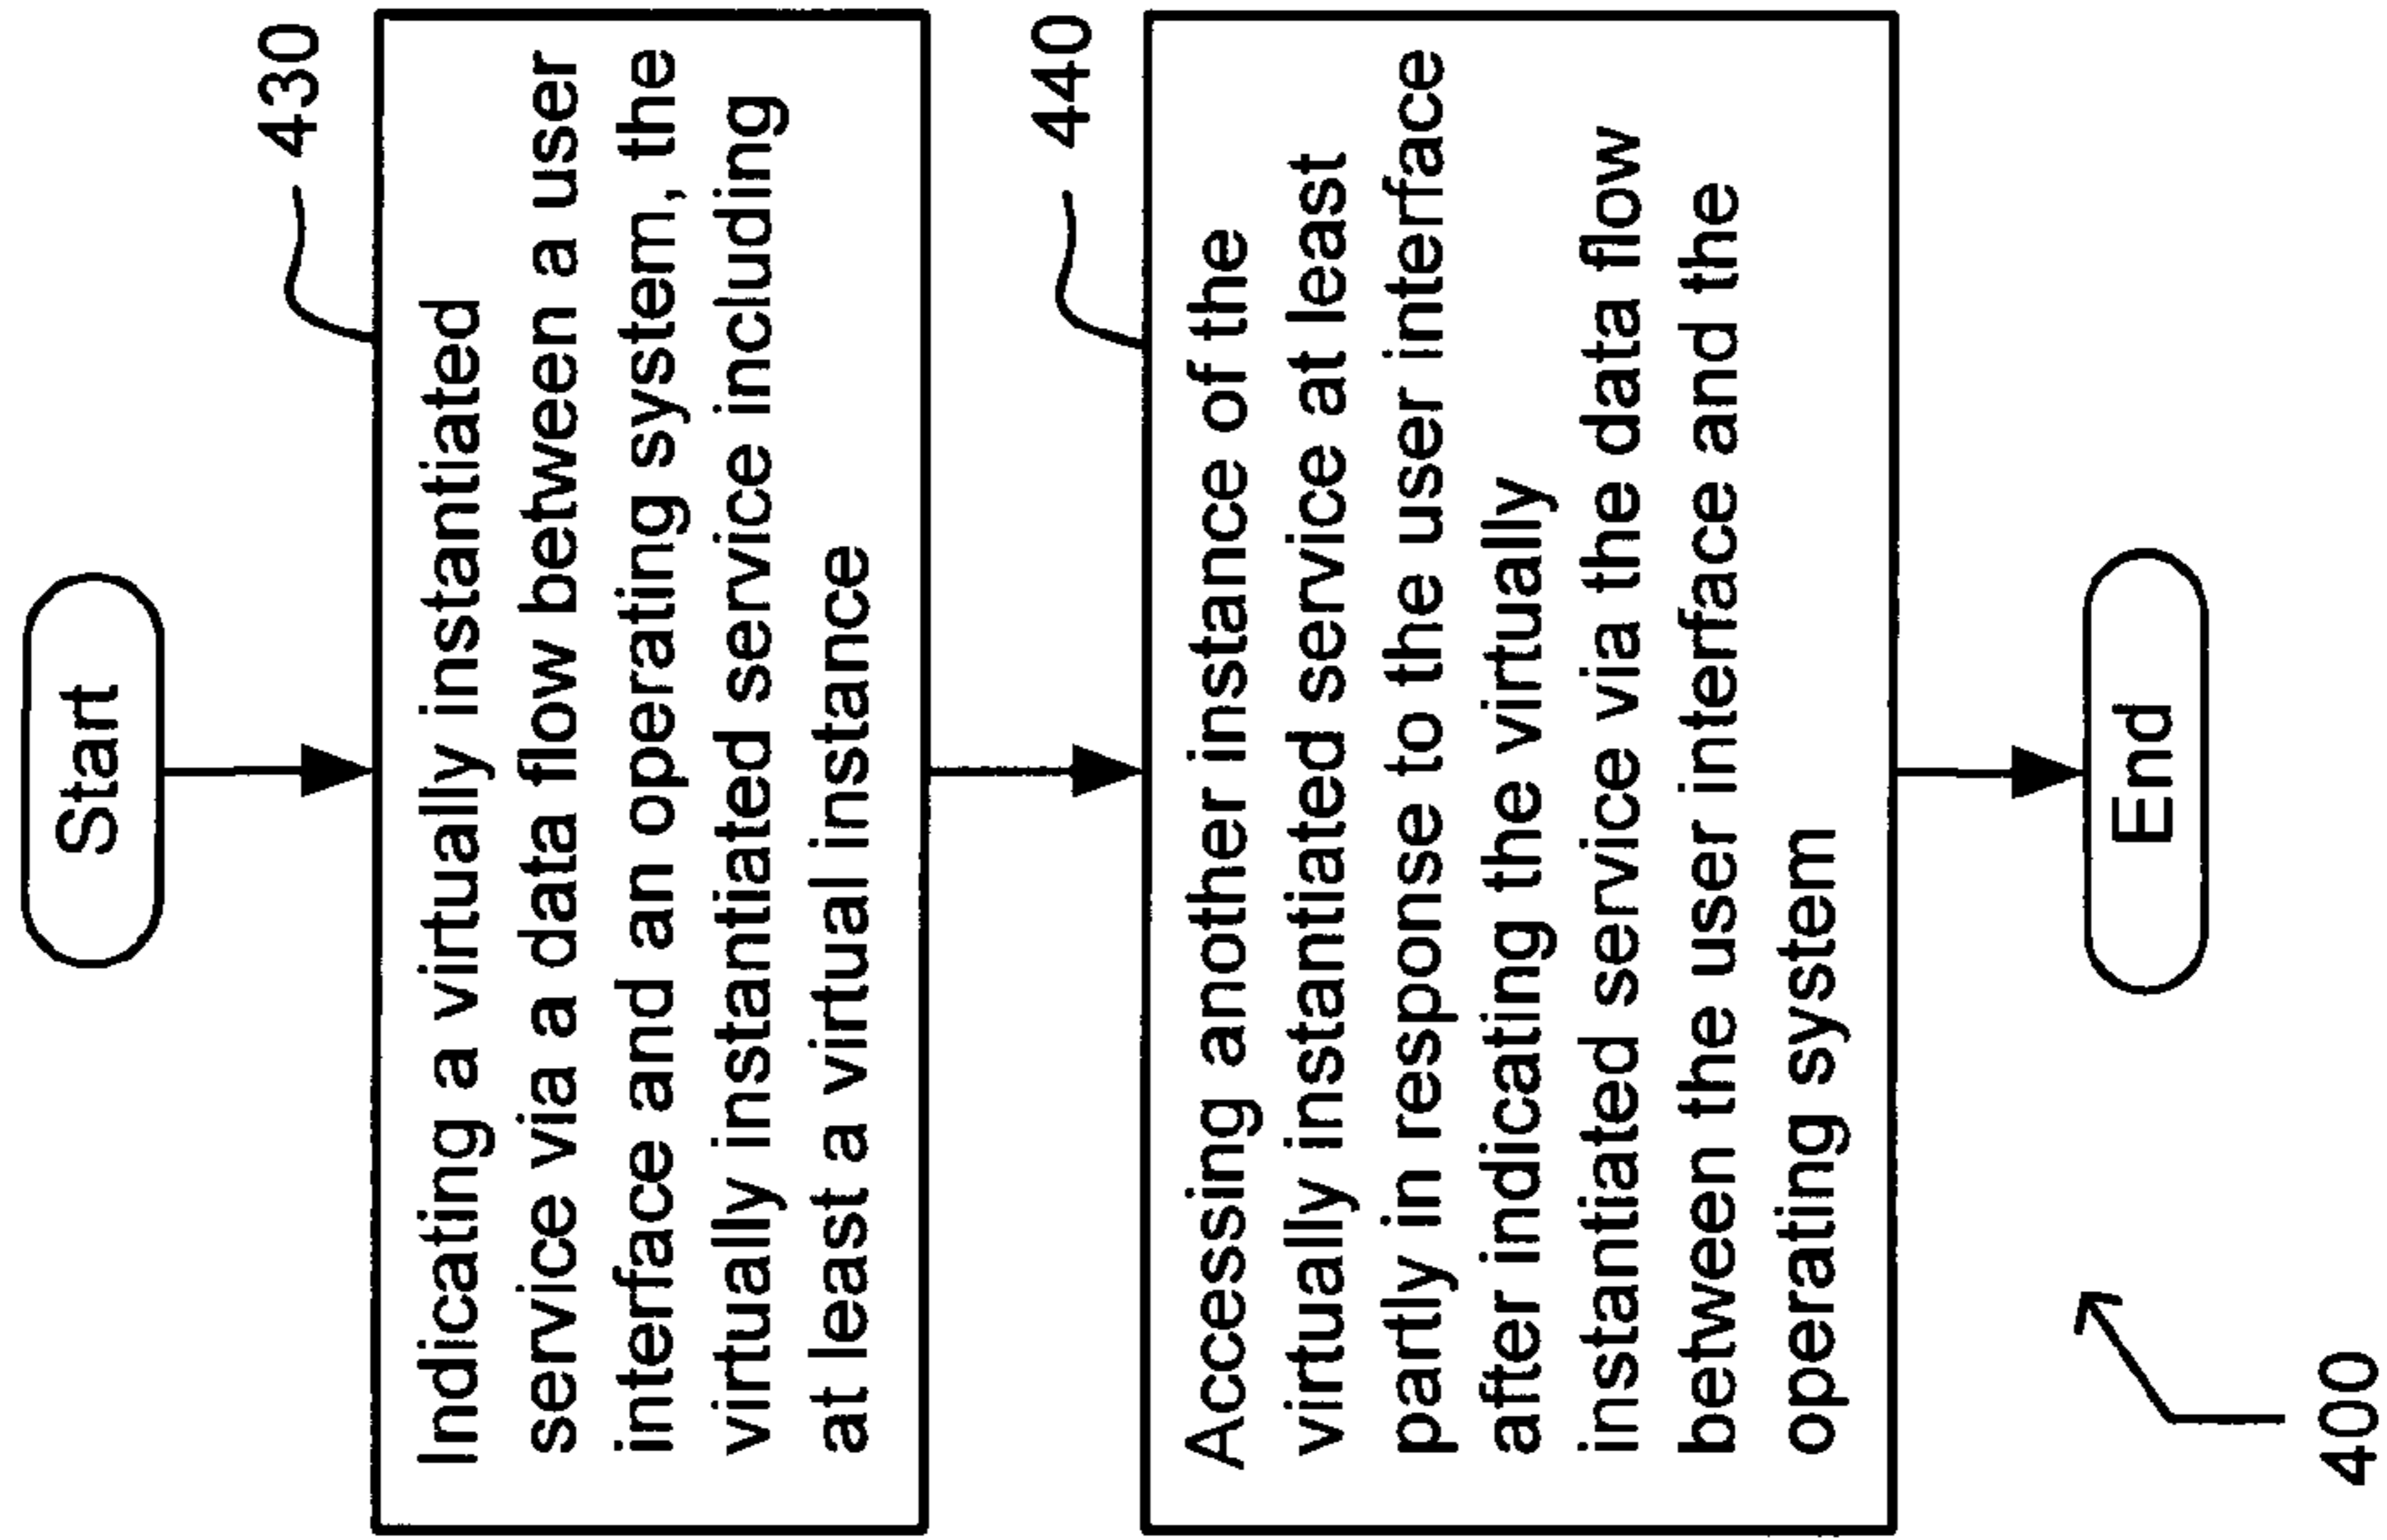 Start
430
Indicating a virtually instantiated
service via a data flow between a user
interface and an operating system, the
virtually instantiated service including
at least a virtual instance
440
Accessing another instance of the
virtually instantiated service at least
partly in response to the user interface
after indicating the virtually
instantiated service via the data flow
between the user interface and the
operating system
End
400